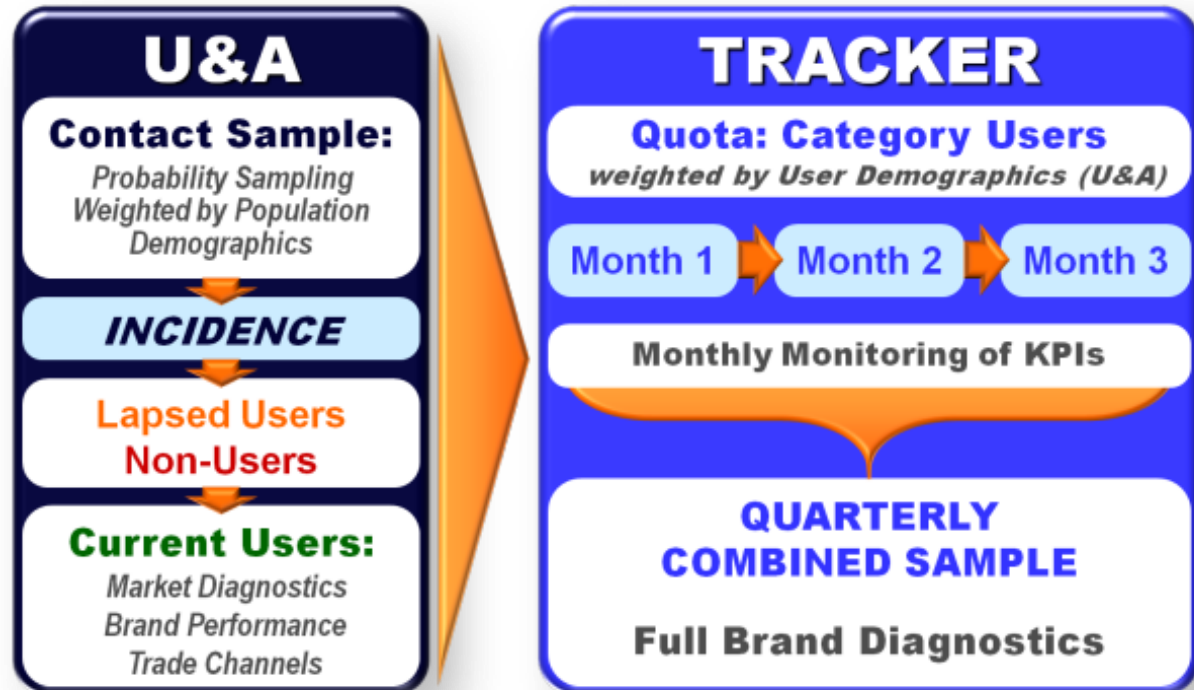 U&A
Contact Sample:
Probability Sampling
Weighted by Population
Demographics
INCIDENCE
Lapsed Users
Non-Users
Current Users:
Market Diagnostics
Brand Performance
Trade Channels
TRACKER
Quota: Category Users
weighted by User Demographics (U&A)
Month 1
Month 2
Month 3
Monthly Monitoring of KPIs
QUARTERLY
COMBINED SAMPLE
Full Brand Diagnostics